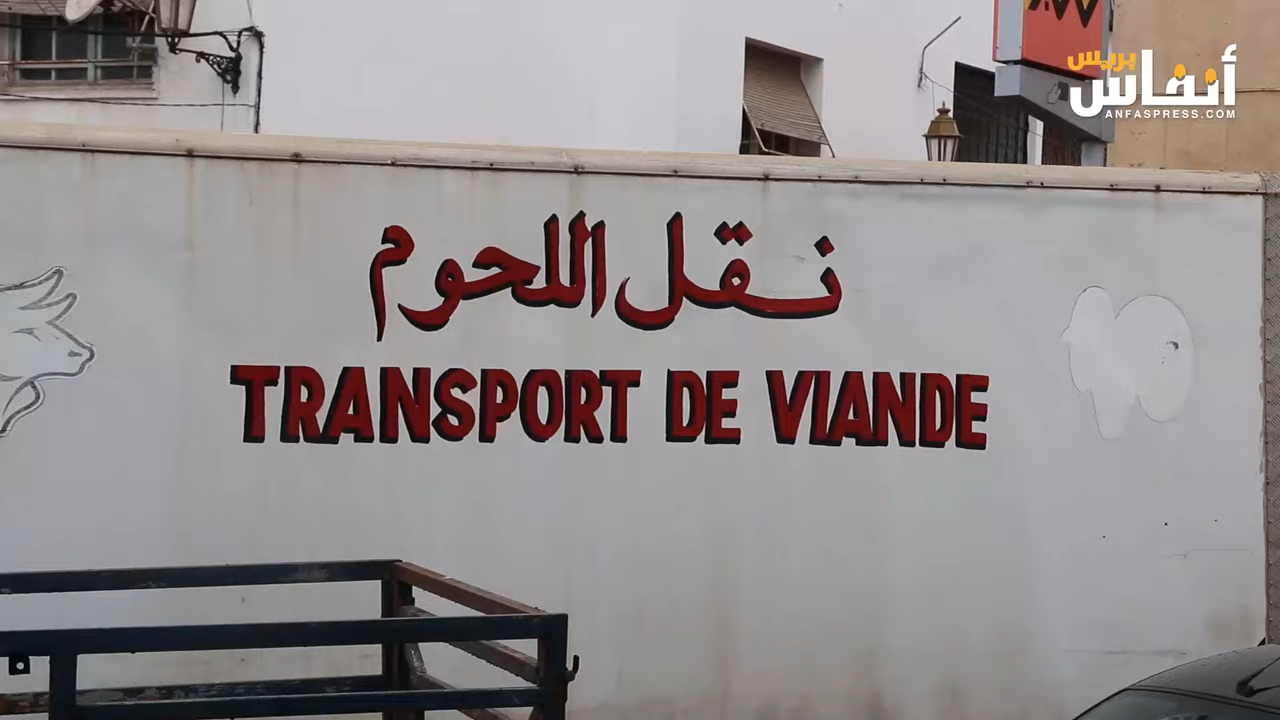 أنفاس بريس
ANFASPRESS.COM
نقل اللحوم
TRANSPORT DE VIANDE